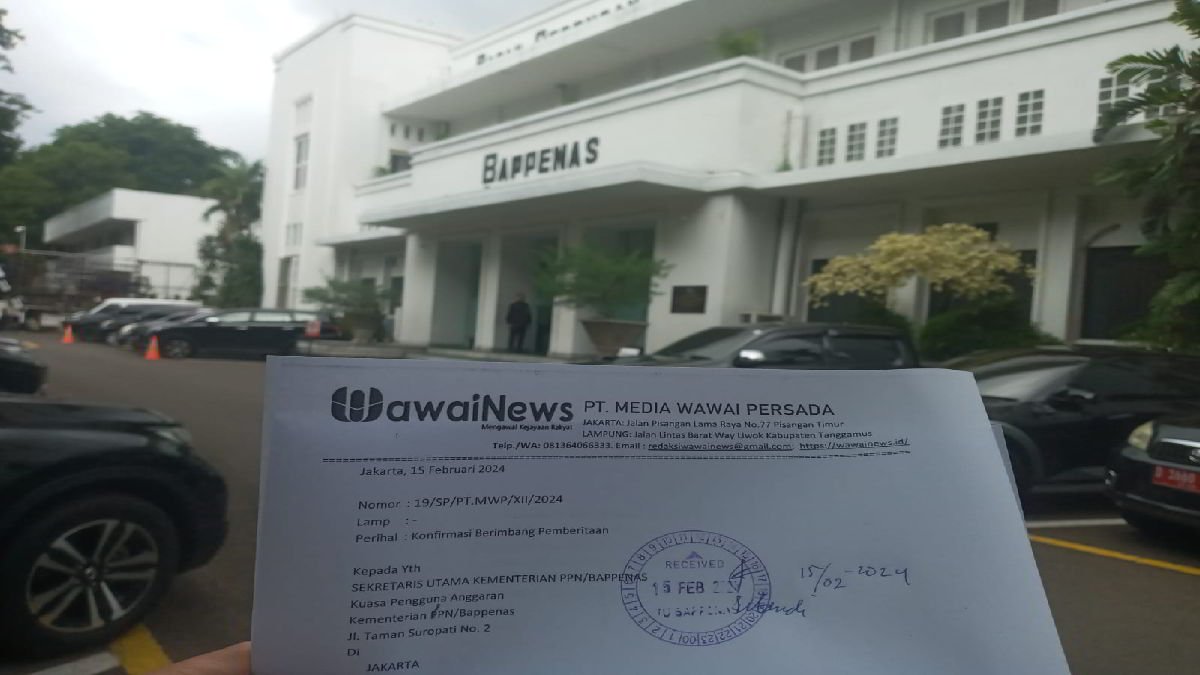 BAPPENAS
WawaiNews PT. MEDIA WAWAI PERSADA
Mengawal Kejayaan Rakyat
JAKARTA: Jalan Pisangan Lama Raya No.77 Pisangan Timur
LAMPUNG: Jalan Lintas Barat Way Uwok Kabupaten Tanggamus
Telp./WA: 081364066333. Email : redaksiwawainews@gmail.com; https://wawainews.id/
Jakarta, 15 Februari 2024
Nomor : 19/SP/PT.MWP/XII/2024
Lamp : -
Perihal : Konfirmasi Berimbang Pemberitaan
Kepada Yth
SEKRETARIS UTAMA KEMENTERIAN PPN/BAPPENAS
Kuasa Pengguna Anggaran
Kementerian PPN/Bappenas
Jl. Taman Suropati No. 2
Di
JAKARTA
RECEIVED
15 FEB
TU BAPPENAS
15/02-2024